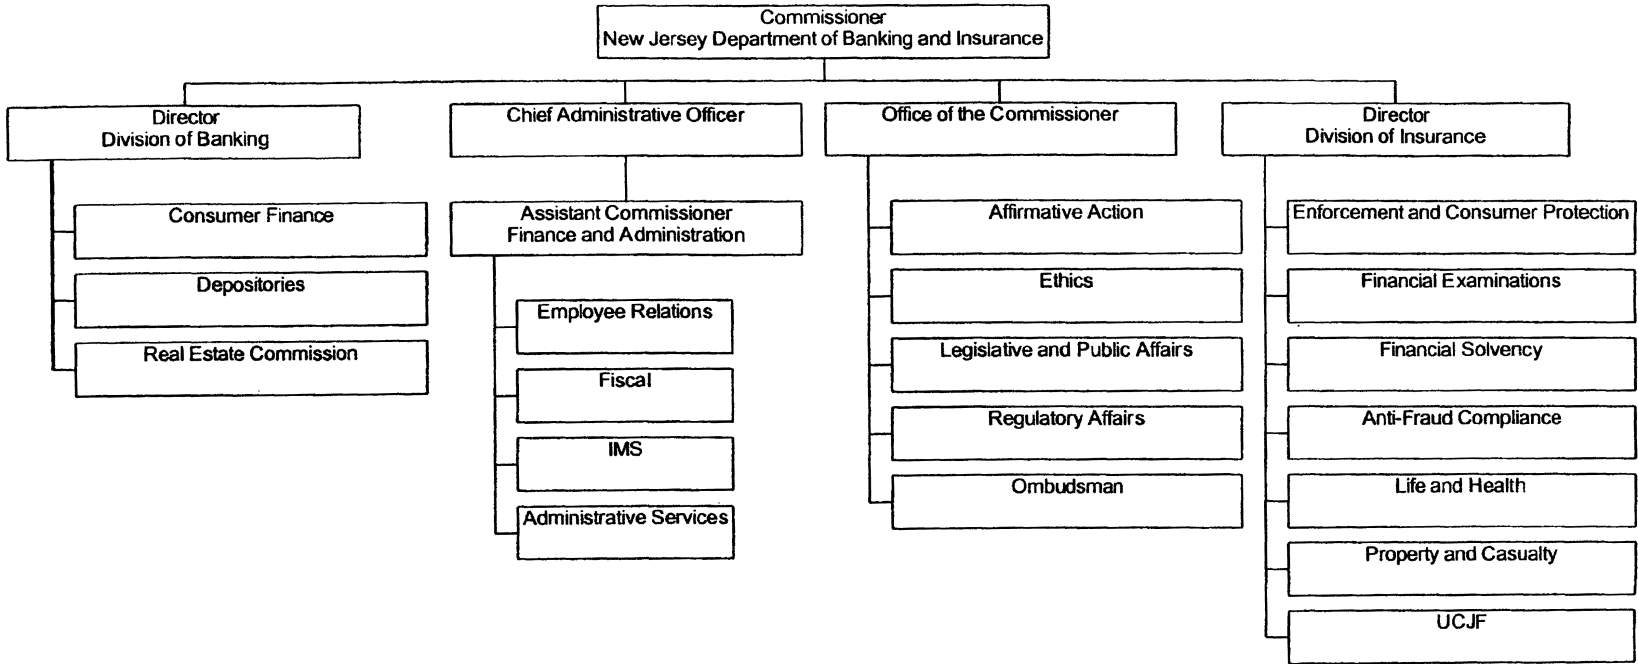 Commissioner
New Jersey Department of Banking and Insurance
Director
Division of Banking
Chief Administrative Officer
Office of the Commissioner
Director
Division of Insurance
Consumer Finance
Depositories
Real Estate Commission
Assistant Commissioner
Finance and Administration
Employee Relations
Fiscal
IMS
Administrative Services
Affirmative Action
Ethics
Legislative and Public Affairs
Regulatory Affairs
Ombudsman
Enforcement and Consumer Protection
Financial Examinations
Financial Solvency
Anti-Fraud Compliance
Life and Health
Property and Casualty
UCJF